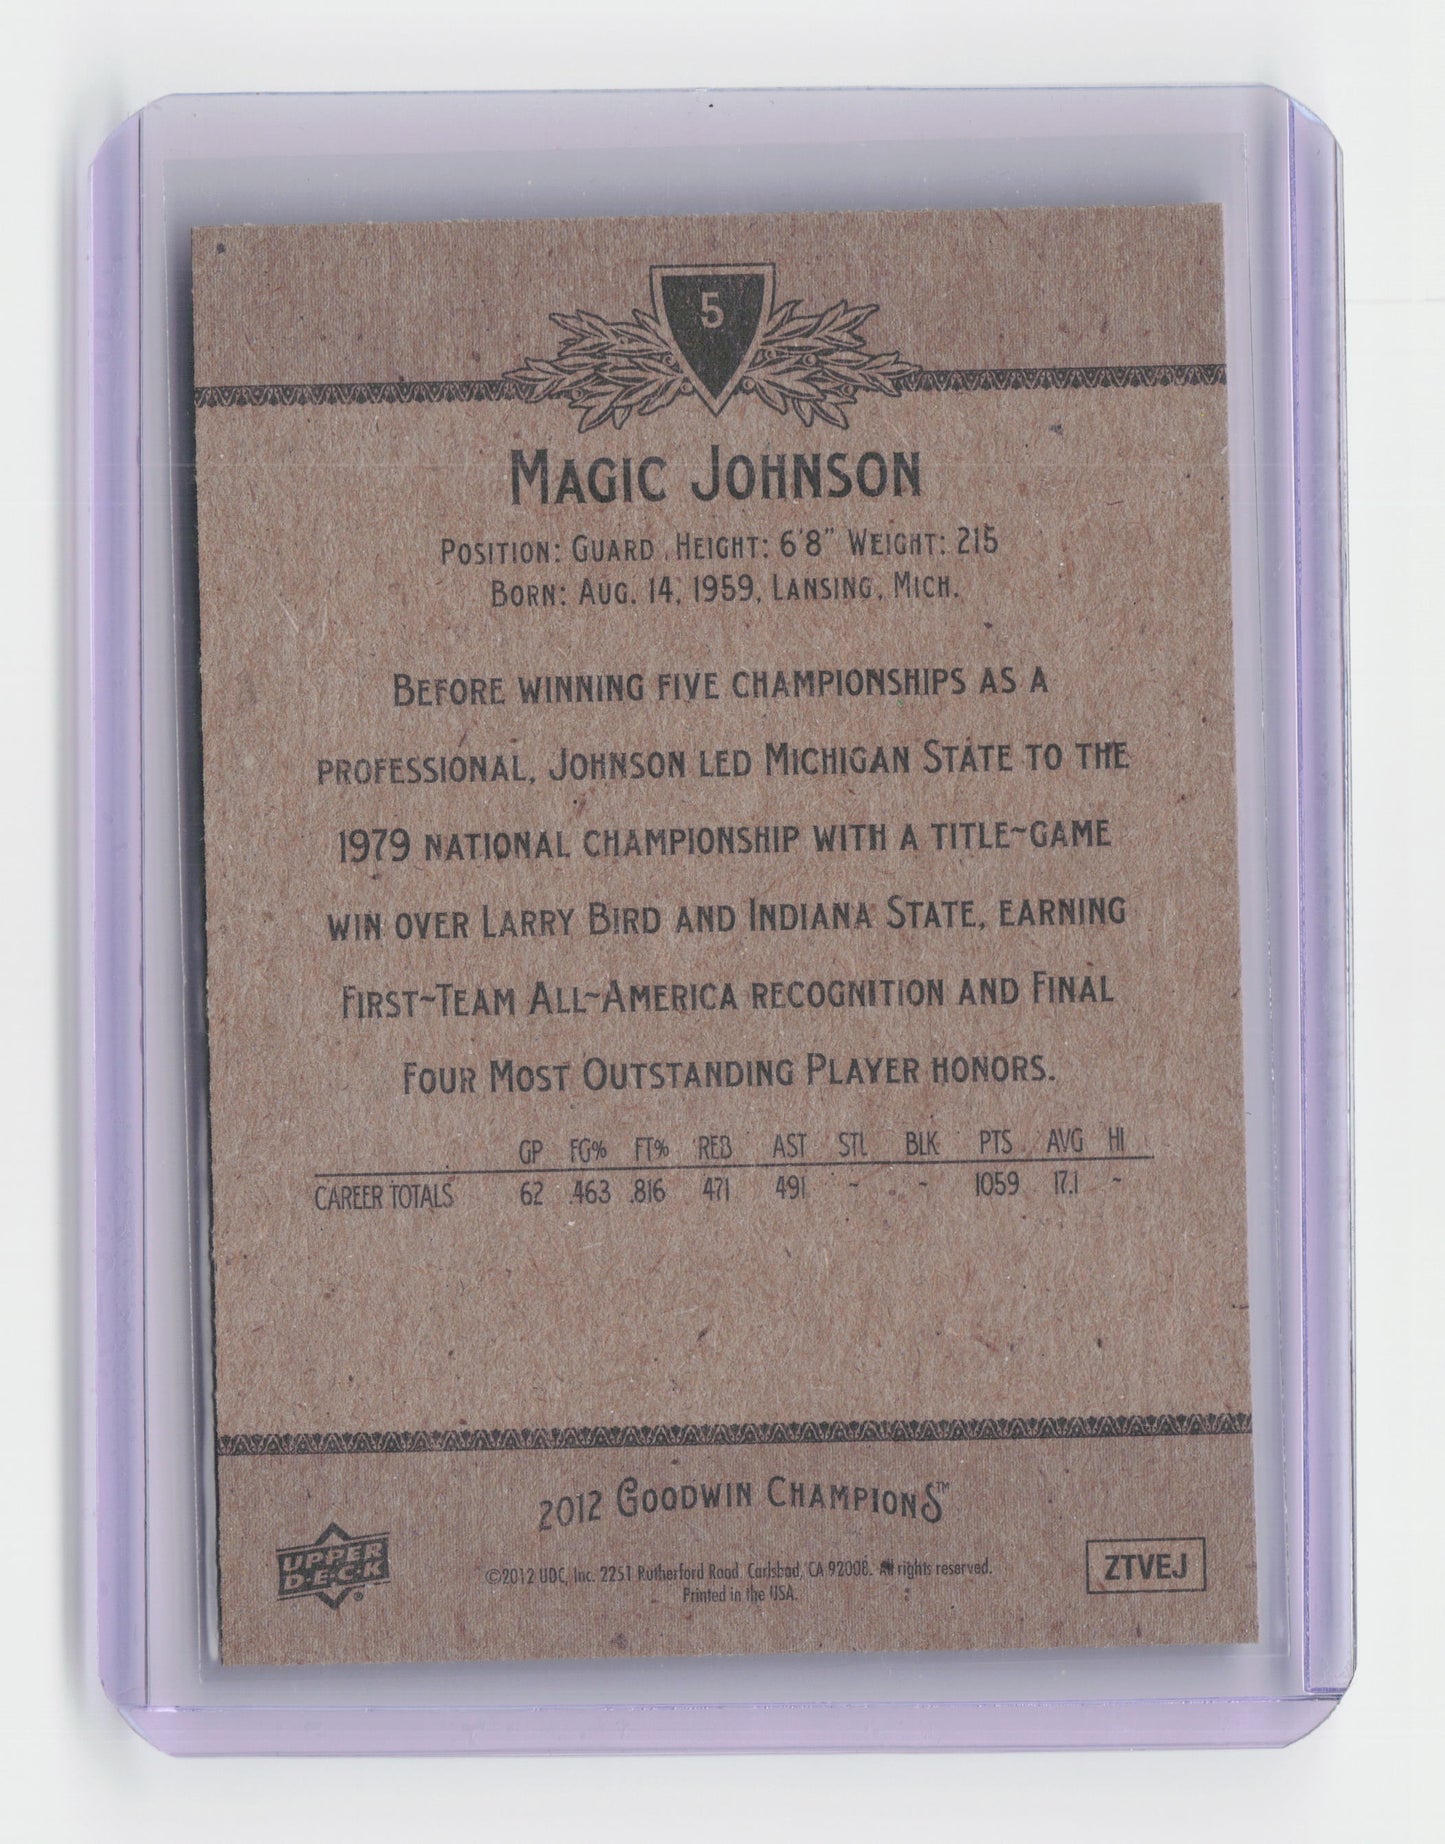 5
MAGIC JOHNSON
POSITION: GUARD HEIGHT: 6'8" WEIGHT: 215
BORN: AUG. 14, 1959, LANSING, MICH.
BEFORE WINNING FIVE CHAMPIONSHIPS AS A
PROFESSIONAL, JOHNSON LED MICHIGAN STATE TO THE
1979 NATIONAL CHAMPIONSHIP WITH A TITLE~GAME
WIN OVER LARRY BIRD AND INDIANA STATE, EARNING
FIRST~TEAM ALL~AMERICA RECOGNITION AND FINAL
FOUR MOST OUTSTANDING PLAYER HONORS.
GP FG% FT% REB AST STL BLK PTS AVG HI
CAREER TOTALS 62 .463 .816 471 491 - - 1059 17.1 -
2012 GOODWIN CHAMPIONS™
UPPER
D·E·C·K®
©2012 UDC, Inc. 2251 Rutherford Road, Carlsbad, CA 92008. All rights reserved.
Printed in the USA.
ZTVEJ